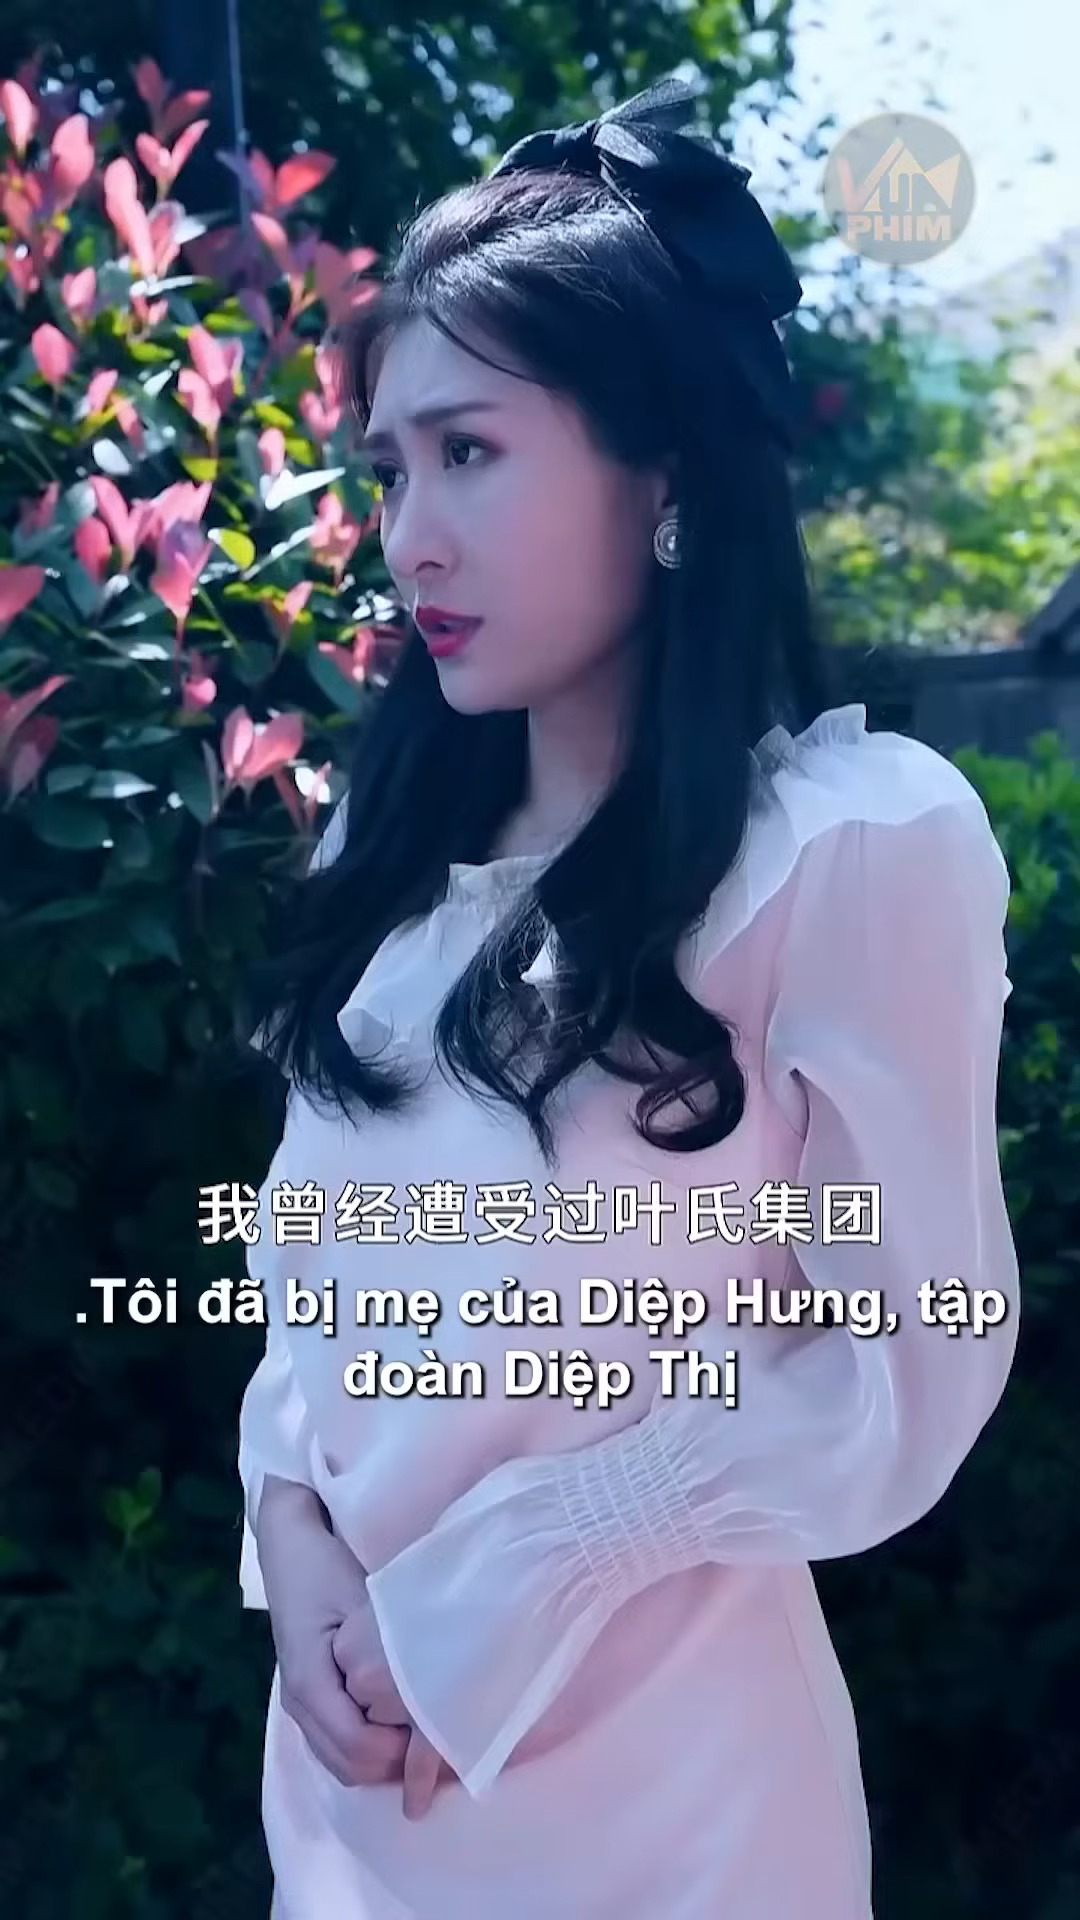 VUA
PHIM
我曾经遭受过叶氏集团
.Tôi đã bị mẹ của Diệp Hưng, tập
đoàn Diệp Thị